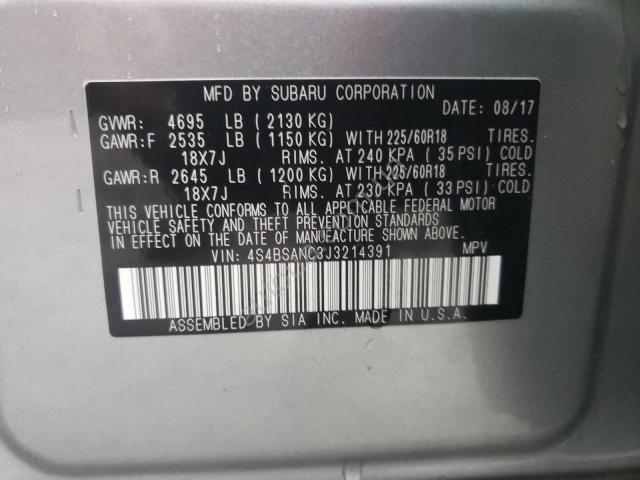 MFD BY SUBARU CORPORATION
DATE: 08/17
GVWR: 4695 LB (2130 KG)
GAWR:F 2535 LB (1150 KG) WITH 225/60R18 TIRES.
18X7J RIMS. AT 240 KPA (35 PSI) COLD
GAWR:R 2645 LB (1200 KG) WITH 225/60R18 TIRES.
18X7J RIMS. AT 230 KPA (33 PSI) COLD
THIS VEHICLE CONFORMS TO ALL APPLICABLE FEDERAL MOTOR
VEHICLE SAFETY AND THEFT PREVENTION STANDARDS
IN EFFECT ON THE DATE OF MANUFACTURE SHOWN ABOVE.
VIN: 4S4BSANC3J3214391 MPV
ASSEMBLED BY SIA INC. MADE IN U.S.A.